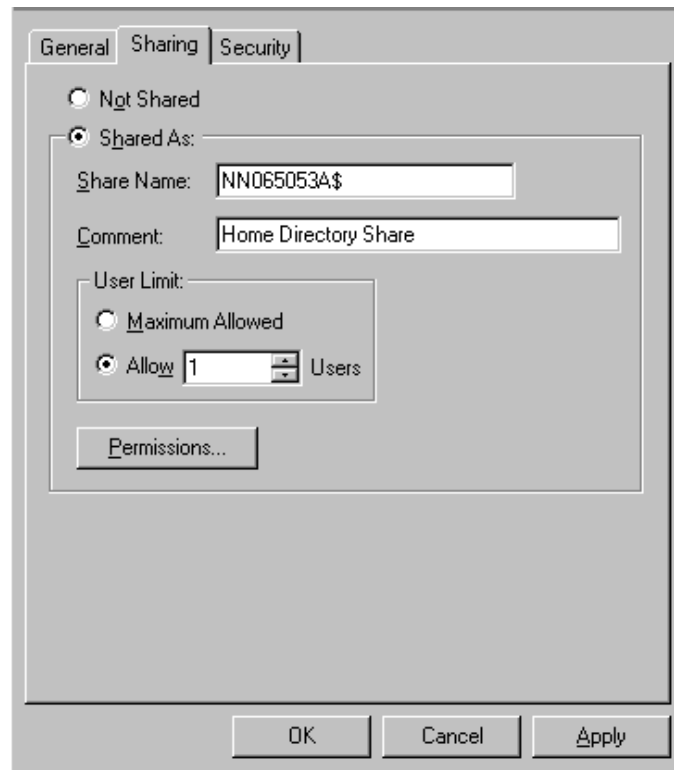 General Sharing Security
Not Shared
Shared As:
Share Name: NN065053A$
Comment: Home Directory Share
User Limit:
Maximum Allowed
Allow 1 Users
Permissions...
OK Cancel Apply